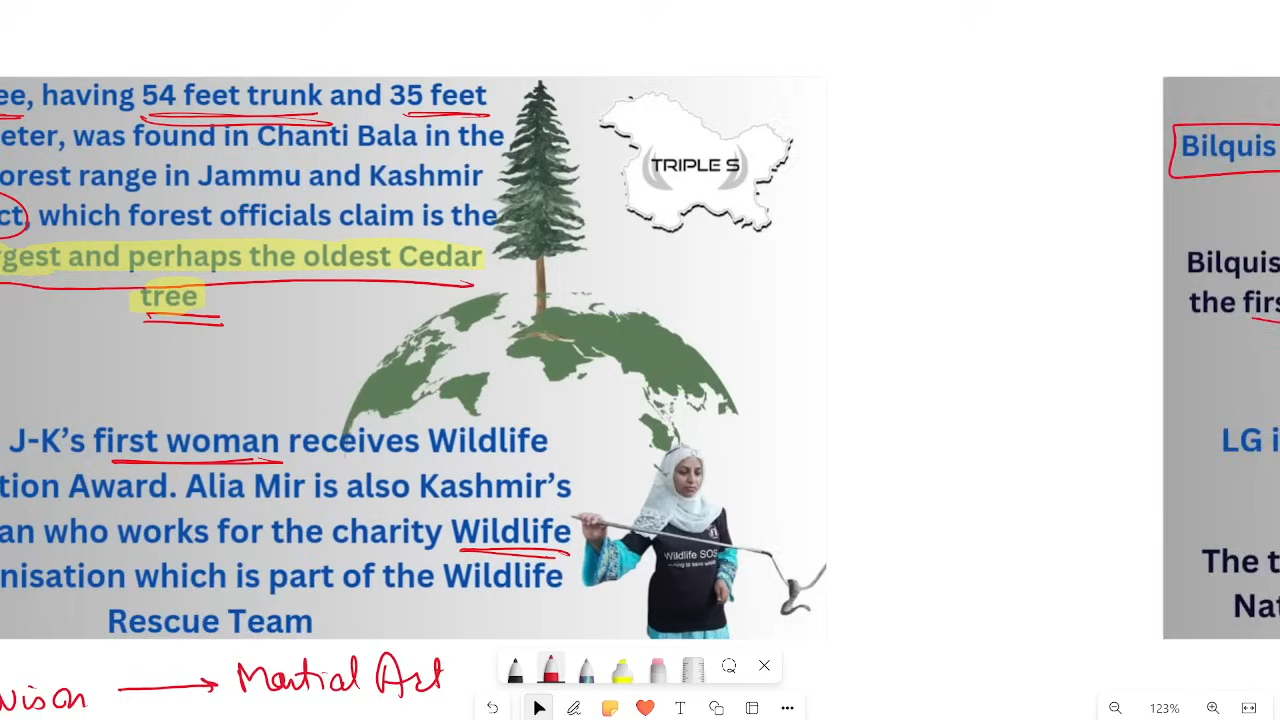 ee, having 54 feet trunk and 35 feet
eter, was found in Chanti Bala in the
orest range in Jammu and Kashmir
ct, which forest officials claim is the
rgest and perhaps the oldest Cedar
tree
TRIPLE S
J-K’s first woman receives Wildlife
tion Award. Alia Mir is also Kashmir’s
an who works for the charity Wildlife
nisation which is part of the Wildlife
Rescue Team
Wildlife SOS
Martial Art
Bilquis
Bilquis
the firs
LG i
The t
Nat
123%